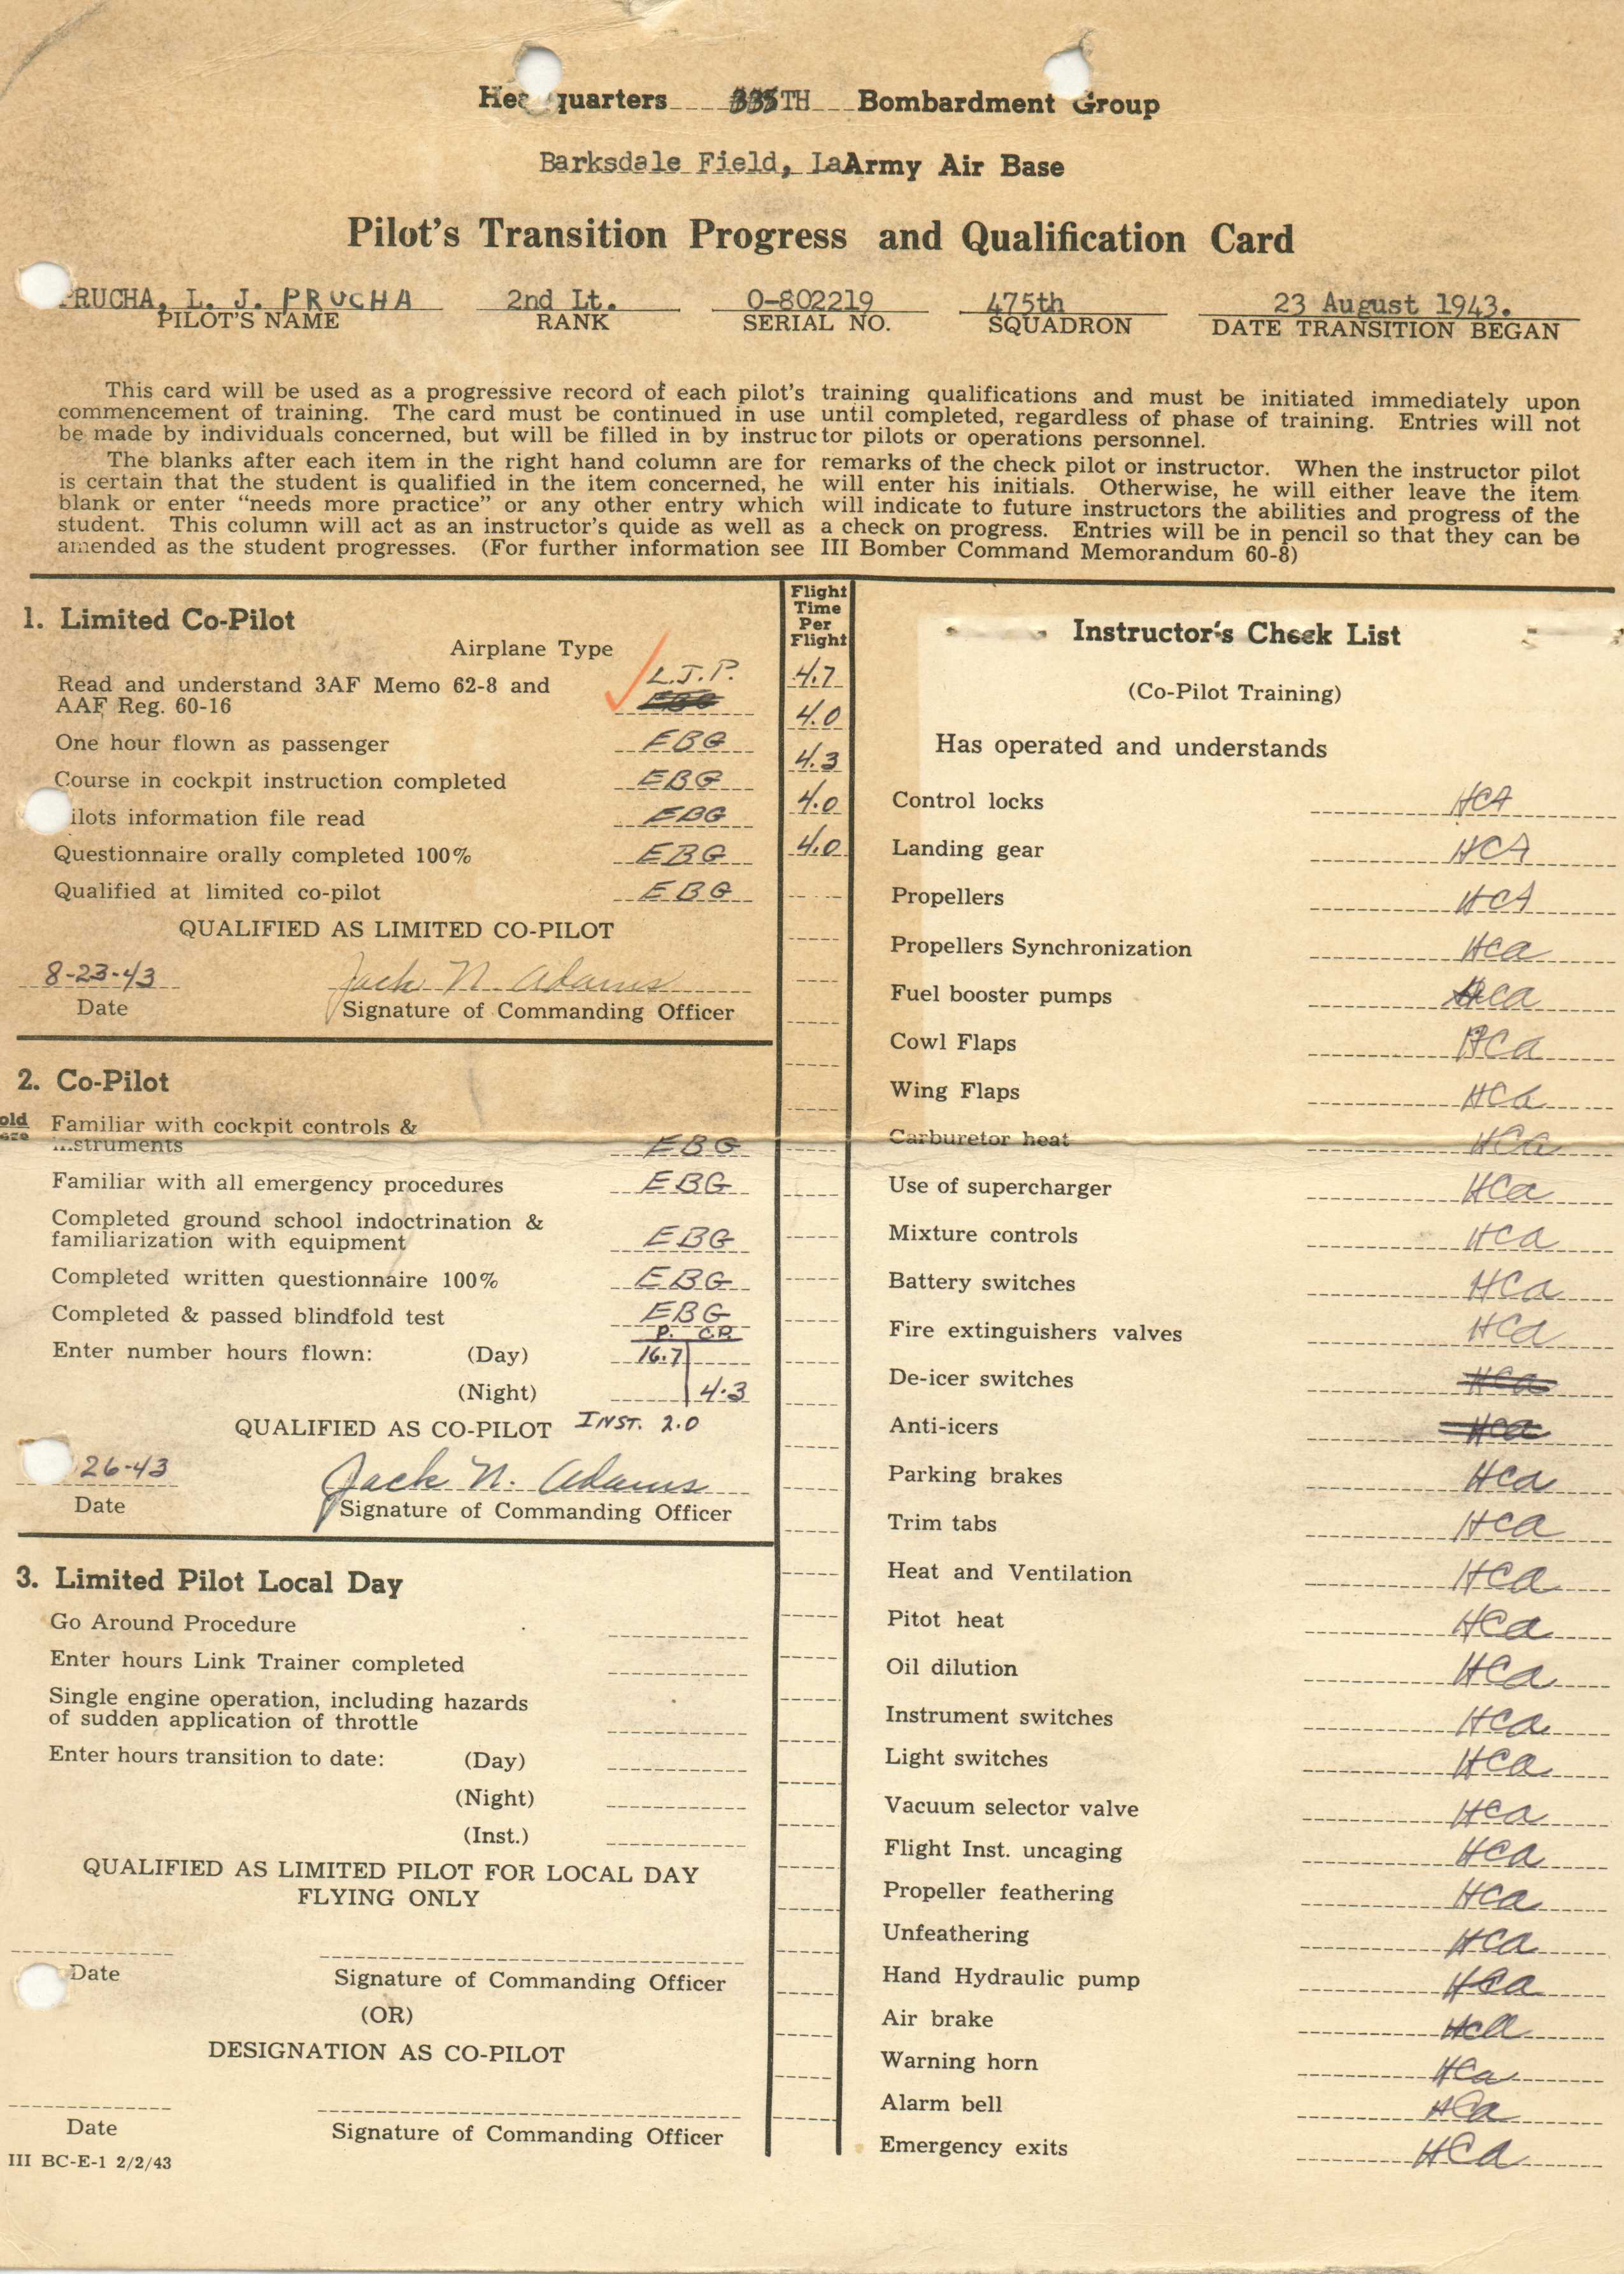 Headquarters 335TH Bombardment Group
Barksdale Field, La Army Air Base
Pilot's Transition Progress and Qualification Card
PRUCHA, L. J. PRUCHA 2nd Lt. O-802219 475th 23 August 1943.
PILOT'S NAME RANK SERIAL NO. SQUADRON DATE TRANSITION BEGAN
This card will be used as a progressive record of each pilot's training qualifications and must be initiated immediately upon
commencement of training. The card must be continued in use until completed, regardless of phase of training. Entries will not
be made by individuals concerned, but will be filled in by instructor pilots or operations personnel.
The blanks after each item in the right hand column are for remarks of the check pilot or instructor. When the instructor pilot
is certain that the student is qualified in the item concerned, he will enter his initials. Otherwise, he will either leave the item
blank or enter "needs more practice" or any other entry which will indicate to future instructors the abilities and progress of the
student. This column will act as an instructor's quide as well as a check on progress. Entries will be in pencil so that they can be
amended as the student progresses. (For further information see III Bomber Command Memorandum 60-8)
1. Limited Co-Pilot
Airplane Type
Read and understand 3AF Memo 62-8 and L.J.P.
AAF Reg. 60-16 EBG
One hour flown as passenger EBG
Course in cockpit instruction completed EBG
ilots information file read EBG
Questionnaire orally completed 100% EBG
Qualified at limited co-pilot EBG
QUALIFIED AS LIMITED CO-PILOT
8-23-43 Jack N. Adams
Date Signature of Commanding Officer
2. Co-Pilot
old Familiar with cockpit controls &
instruments EBG
Familiar with all emergency procedures EBG
Completed ground school indoctrination &
familiarization with equipment EBG
Completed written questionnaire 100% EBG
Completed & passed blindfold test EBG
P. C.P.
Enter number hours flown: (Day) 16.7
(Night) 4.3
QUALIFIED AS CO-PILOT INST. 2.0
26-43 Jack N. Adams
Date Signature of Commanding Officer
3. Limited Pilot Local Day
Go Around Procedure
Enter hours Link Trainer completed
Single engine operation, including hazards
of sudden application of throttle
Enter hours transition to date: (Day)
(Night)
(Inst.)
QUALIFIED AS LIMITED PILOT FOR LOCAL DAY
FLYING ONLY
Date Signature of Commanding Officer
(OR)
DESIGNATION AS CO-PILOT
Date Signature of Commanding Officer
III BC-E-1 2/2/43
Flight
Time
Per
Flight
4.7
4.0
4.3
4.0
4.0
Instructor's Check List
(Co-Pilot Training)
Has operated and understands
Control locks HCA
Landing gear HCA
Propellers HCA
Propellers Synchronization HCA
Fuel booster pumps HCA
Cowl Flaps HCA
Wing Flaps HCA
Carburetor heat HCA
Use of supercharger HCA
Mixture controls HCA
Battery switches HCA
Fire extinguishers valves HCA
De-icer switches HCA
Anti-icers HCA
Parking brakes HCA
Trim tabs HCA
Heat and Ventilation HCA
Pitot heat HCA
Oil dilution HCA
Instrument switches HCA
Light switches HCA
Vacuum selector valve HCA
Flight Inst. uncaging HCA
Propeller feathering HCA
Unfeathering HCA
Hand Hydraulic pump HCA
Air brake HCA
Warning horn HCA
Alarm bell HCA
Emergency exits HCA